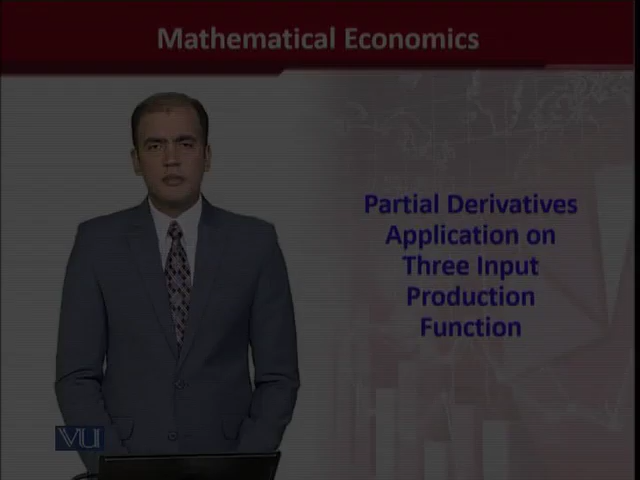 Mathematical Economics
Partial Derivatives
Application on
Three Input
Production
Function
VU